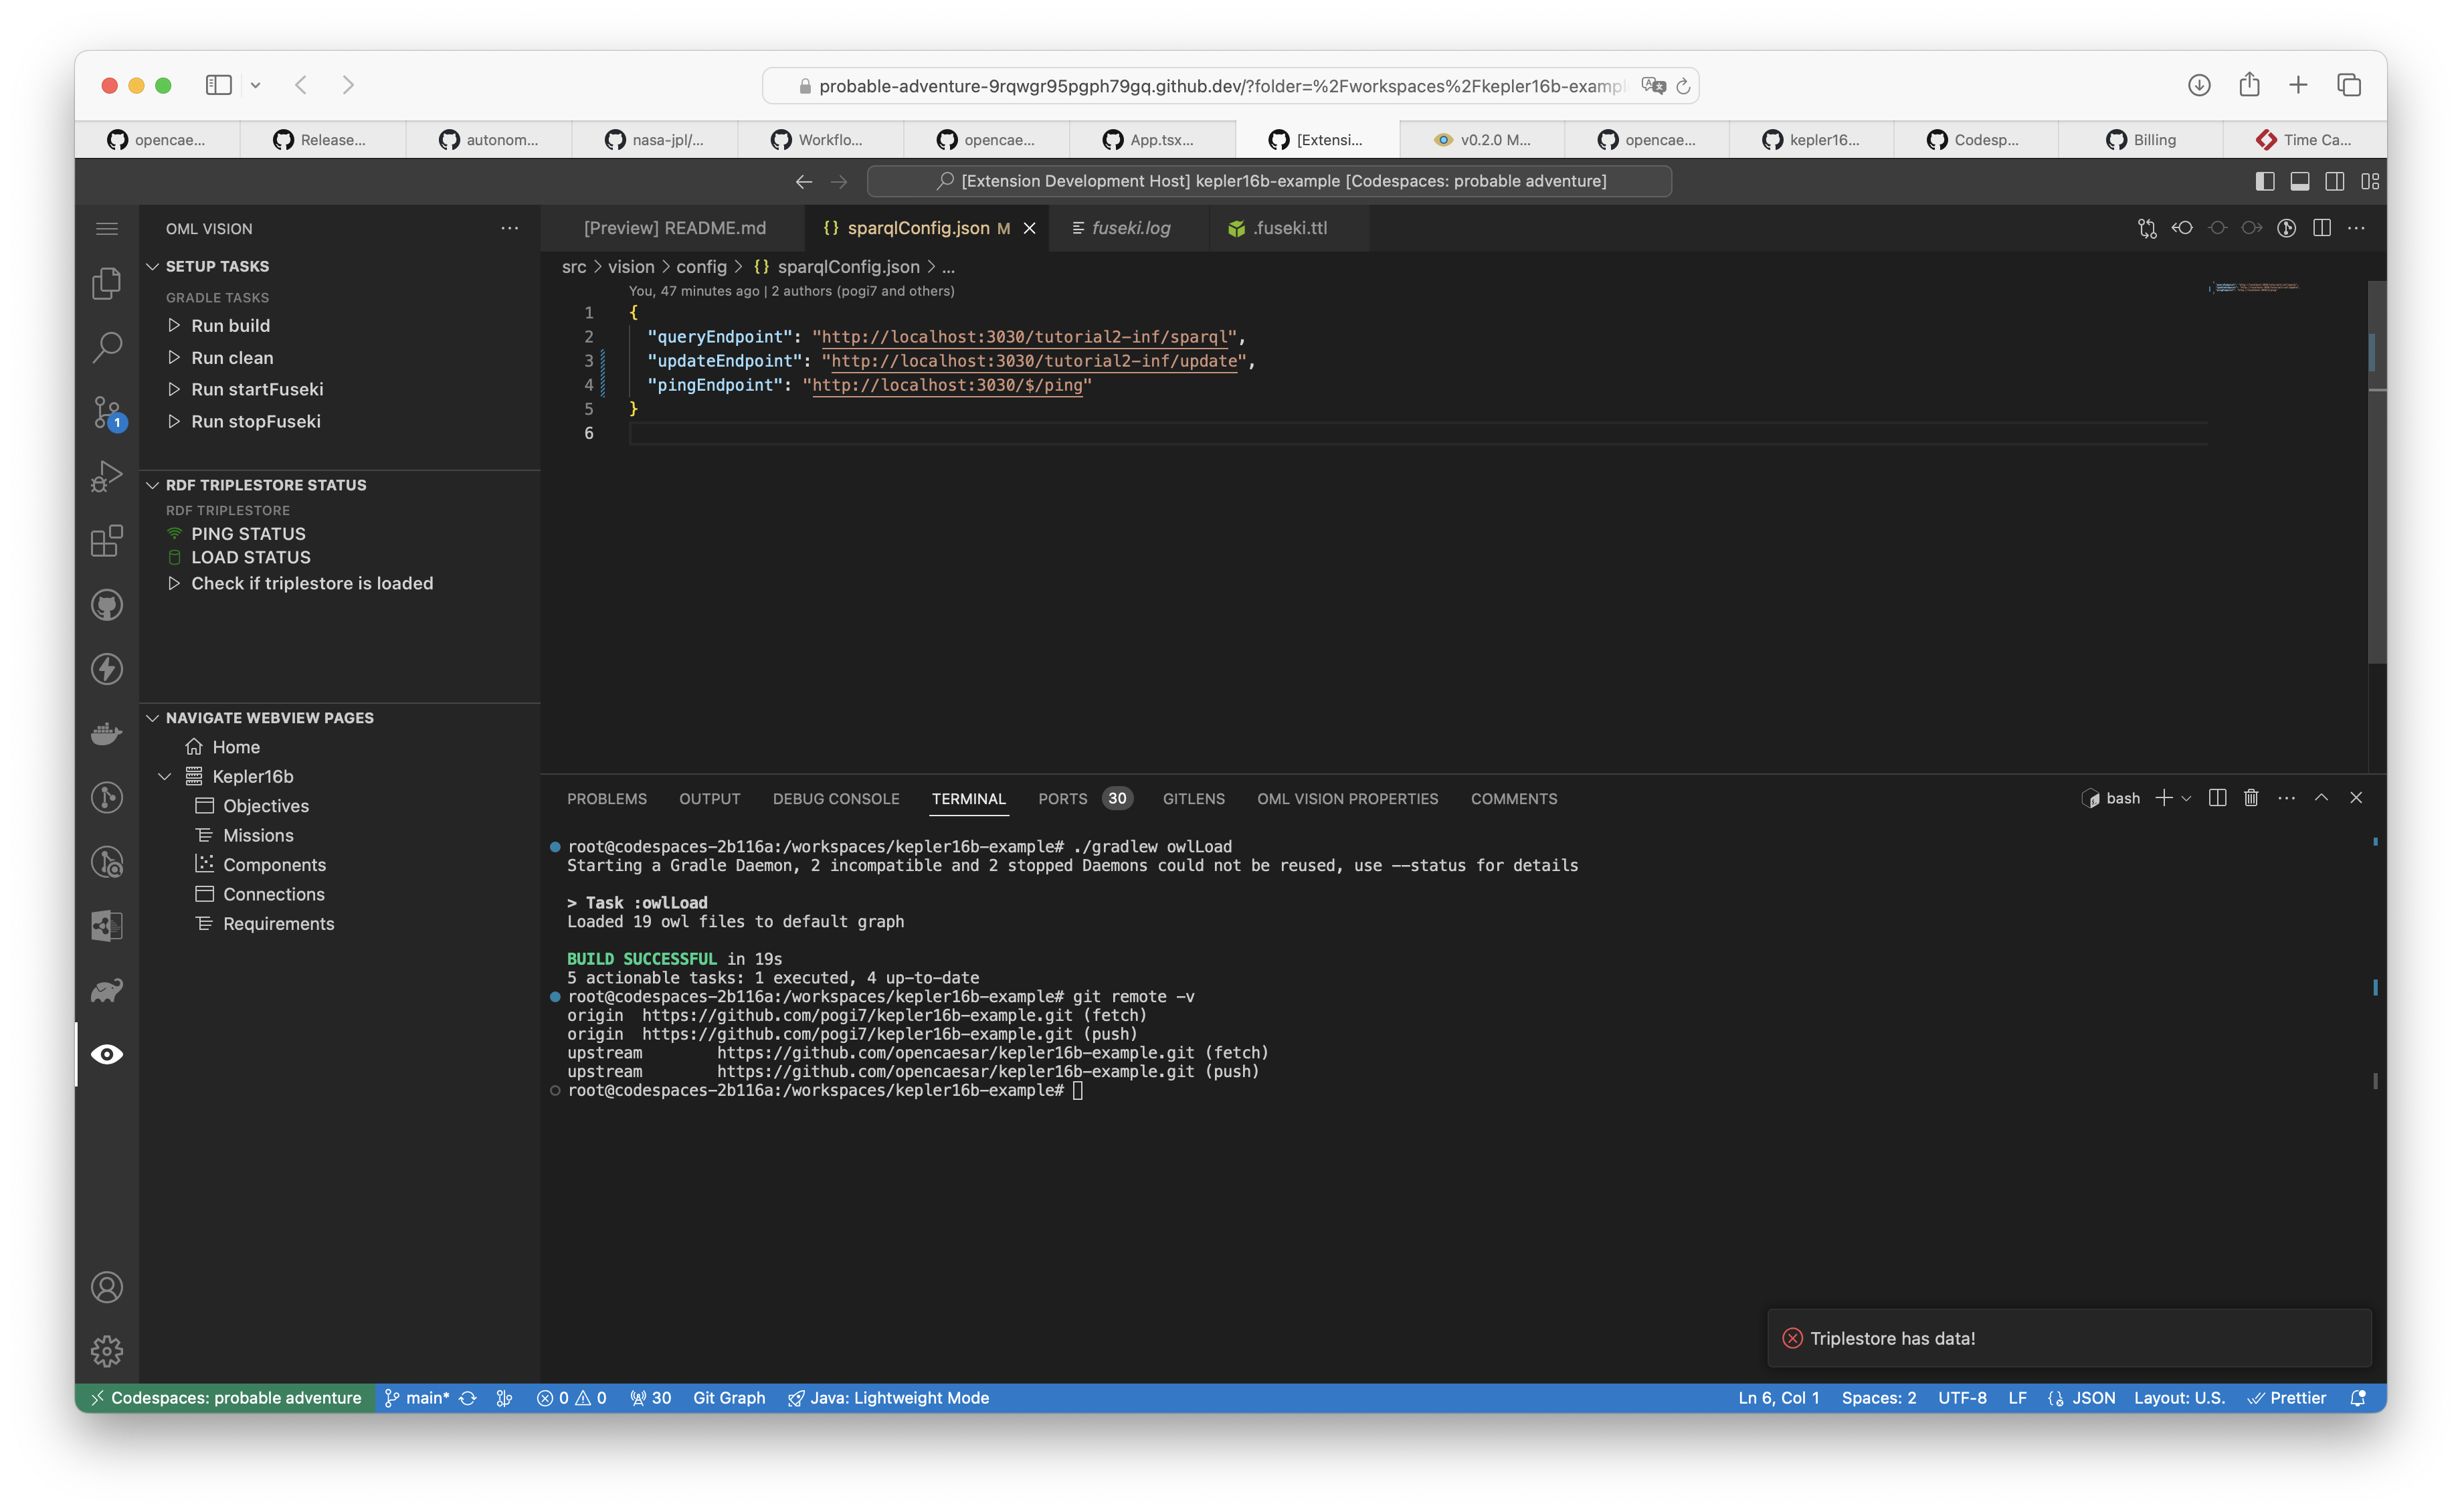 probable-adventure-9rqwgr95pgph79gq.github.dev/?folder=%2Fworkspaces%2Fkepler16b-examp
opencae...
Release...
autonom...
nasa-jpl/...
Workflo...
opencae...
App.tsx...
[Extensi...
v0.2.0 M...
opencae...
kepler16...
Codesp...
Billing
Time Ca...
[Extension Development Host] kepler16b-example [Codespaces: probable adventure]
OML VISION
[Preview] README.md
{} sparqlConfig.json M
fuseki.log
.fuseki.ttl
SETUP TASKS
GRADLE TASKS
Run build
Run clean
Run startFuseki
Run stopFuseki
1
RDF TRIPLESTORE STATUS
RDF TRIPLESTORE
PING STATUS
LOAD STATUS
Check if triplestore is loaded
NAVIGATE WEBVIEW PAGES
Home
Kepler16b
Objectives
Missions
Components
Connections
Requirements
src > vision > config > {} sparqlConfig.json > ...
You, 47 minutes ago | 2 authors (pogi7 and others)
1 {
2 "queryEndpoint": "http://localhost:3030/tutorial2-inf/sparql",
3 "updateEndpoint": "http://localhost:3030/tutorial2-inf/update",
4 "pingEndpoint": "http://localhost:3030/$/ping"
5 }
6
PROBLEMS OUTPUT DEBUG CONSOLE TERMINAL PORTS 30 GITLENS OML VISION PROPERTIES COMMENTS
bash
root@codespaces-2b116a:/workspaces/kepler16b-example# ./gradlew owlLoad
Starting a Gradle Daemon, 2 incompatible and 2 stopped Daemons could not be reused, use --status for details
> Task :owlLoad
Loaded 19 owl files to default graph
BUILD SUCCESSFUL in 19s
5 actionable tasks: 1 executed, 4 up-to-date
root@codespaces-2b116a:/workspaces/kepler16b-example# git remote -v
origin https://github.com/pogi7/kepler16b-example.git (fetch)
origin https://github.com/pogi7/kepler16b-example.git (push)
upstream https://github.com/opencaesar/kepler16b-example.git (fetch)
upstream https://github.com/opencaesar/kepler16b-example.git (push)
root@codespaces-2b116a:/workspaces/kepler16b-example#
Triplestore has data!
Codespaces: probable adventure main* 0 0 30 Git Graph Java: Lightweight Mode Ln 6, Col 1 Spaces: 2 UTF-8 LF JSON Layout: U.S. Prettier